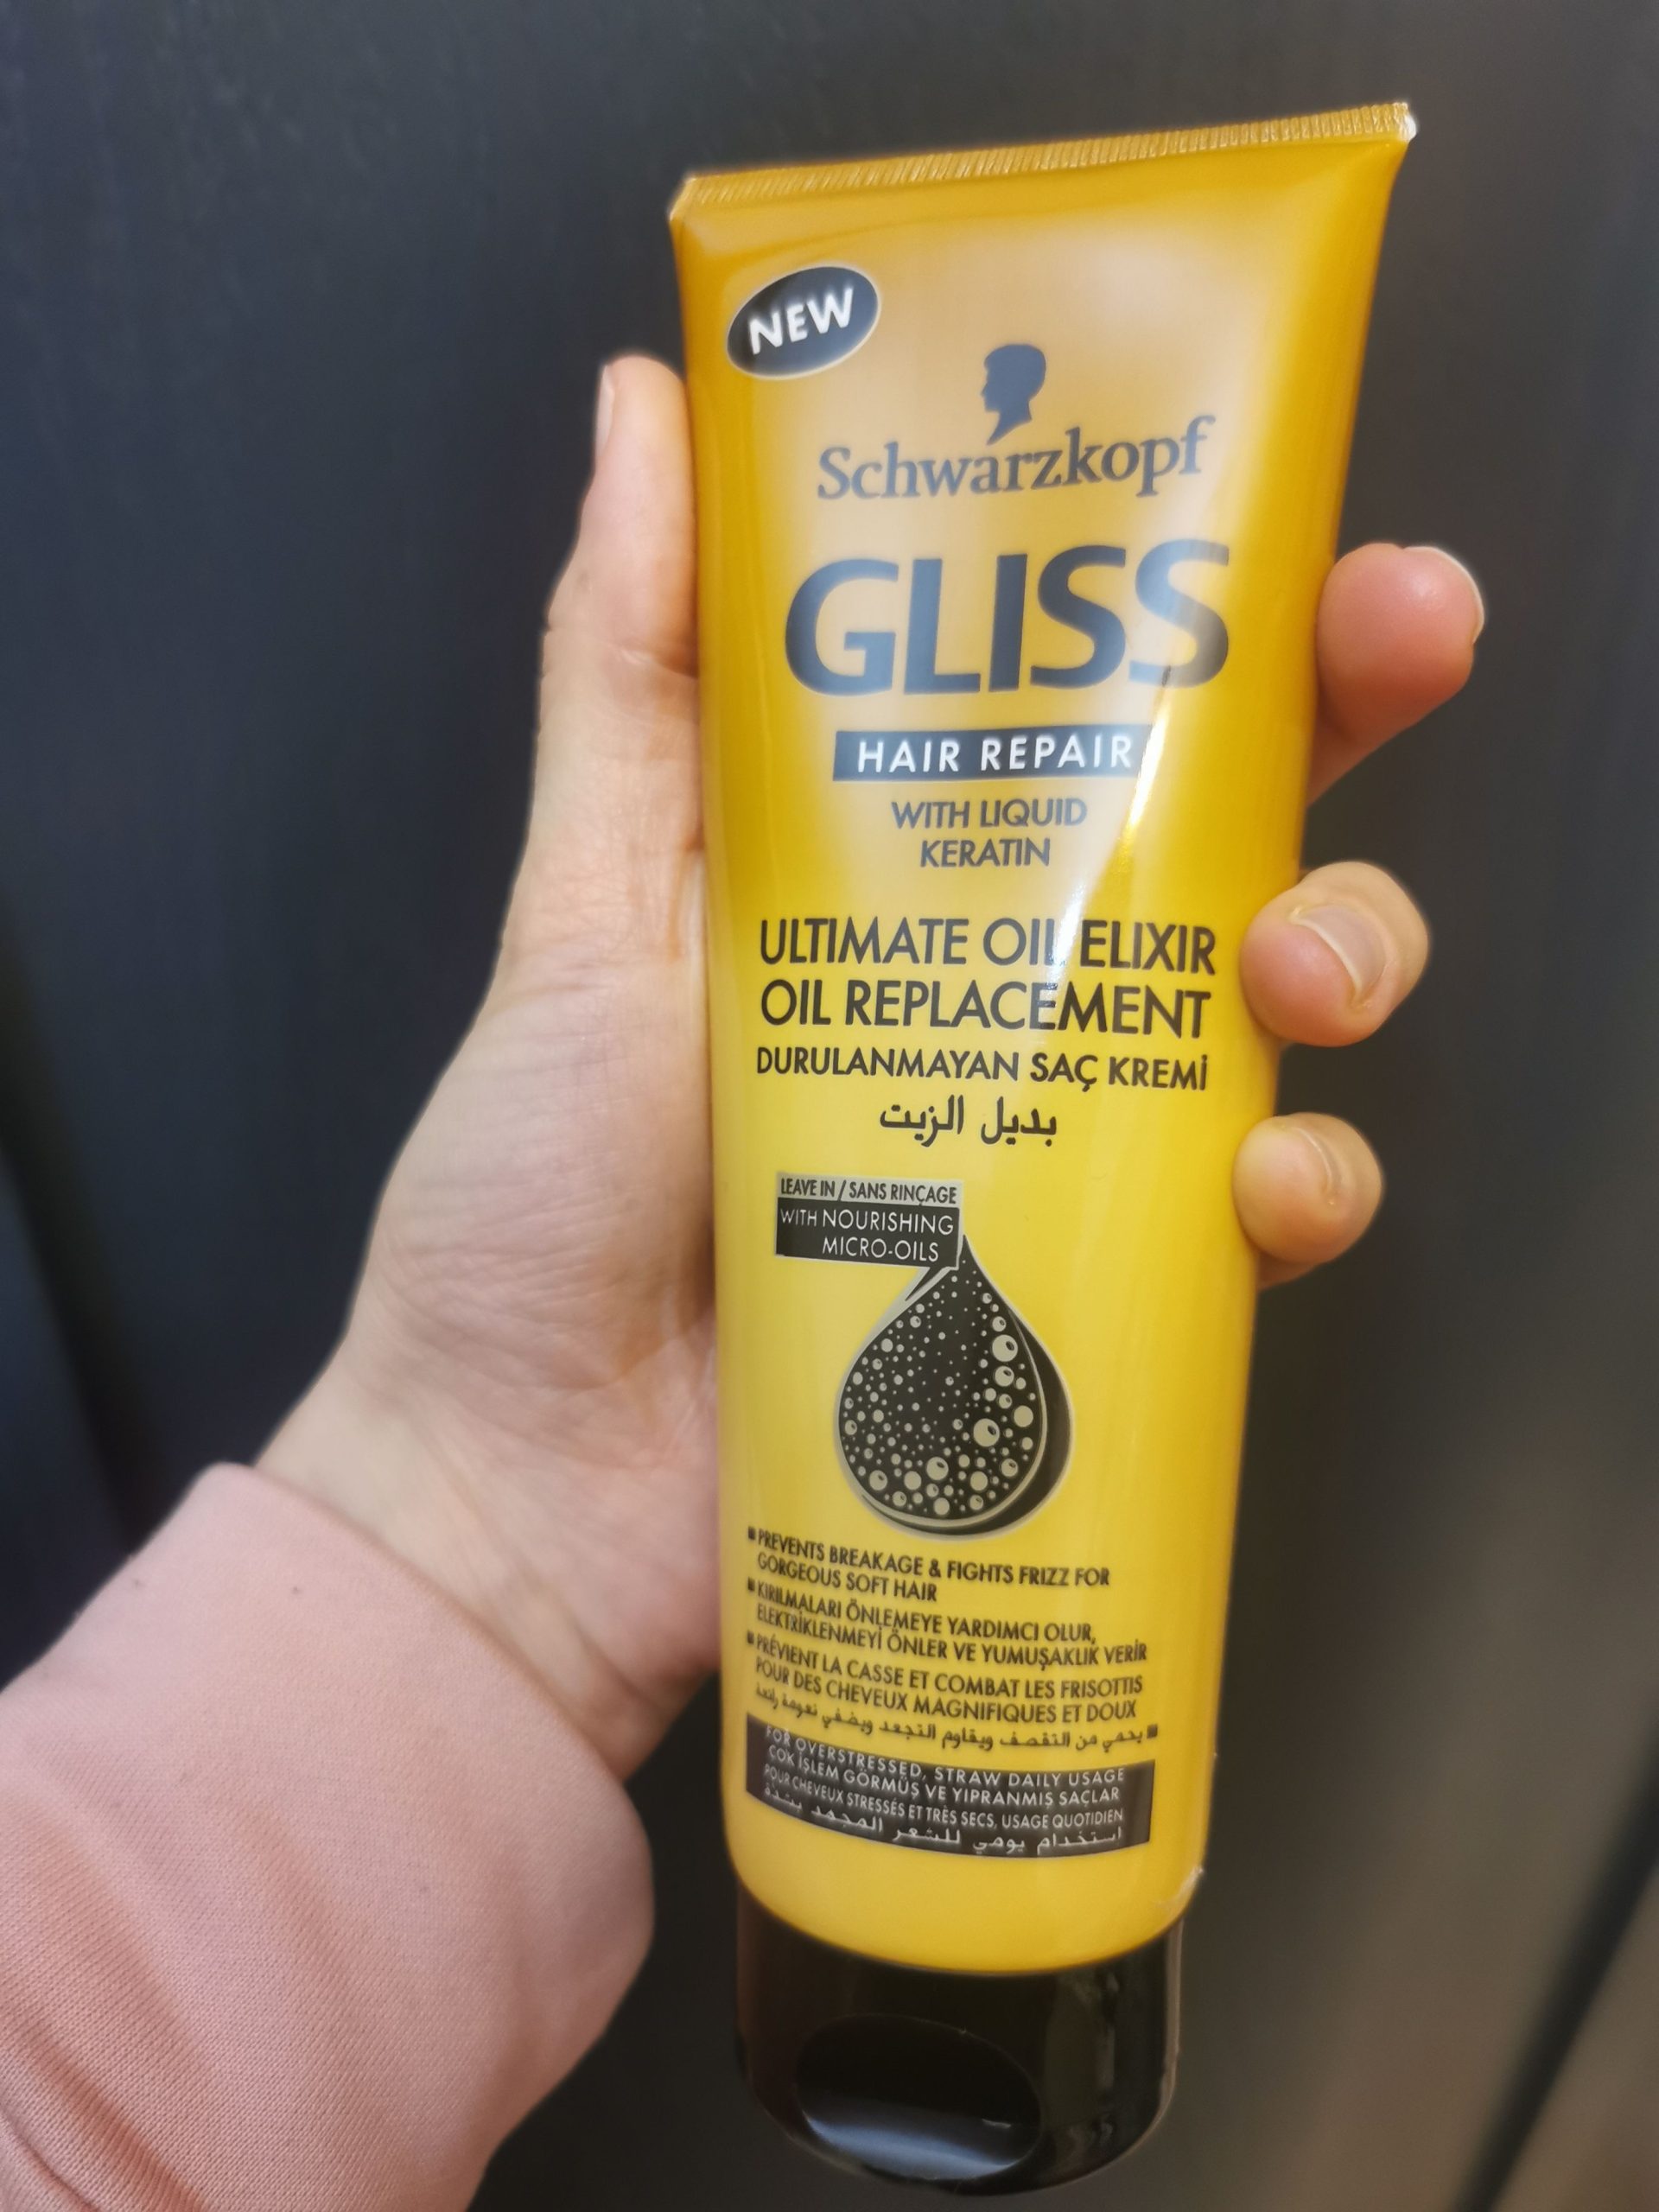 NEW
Schwarzkopf
GLISS
HAIR REPAIR
WITH LIQUID
KERATIN
ULTIMATE OIL ELIXIR
OIL REPLACEMENT
DURULANMAYAN SAÇ KREMİ
بديل الزيت
LEAVE IN / SANS RINÇAGE
WITH NOURISHING
MICRO-OILS
■ PREVENTS BREAKAGE & FIGHTS FRIZZ FOR
GORGEOUS SOFT HAIR
■ KIRILMALARI ÖNLEMEYE YARDIMCI OLUR,
ELEKTRİKLENMEYİ ÖNLER VE YUMUŞAKLIK VERİR
■ PRÉVIENT LA CASSE ET COMBAT LES FRISOTTIS
POUR DES CHEVEUX MAGNIFIQUES ET DOUX
■ يحمي من التقصف ويقاوم التجعد ويضفي نعومة رائعة
FOR OVERSTRESSED, STRAW DAILY USAGE
ÇOK İŞLEM GÖRMÜŞ VE YIPRANMIŞ SAÇLAR
POUR CHEVEUX STRESSÉS ET TRÈS SECS, USAGE QUOTIDIEN
استخدام يومي للشعر المجهد بشدة